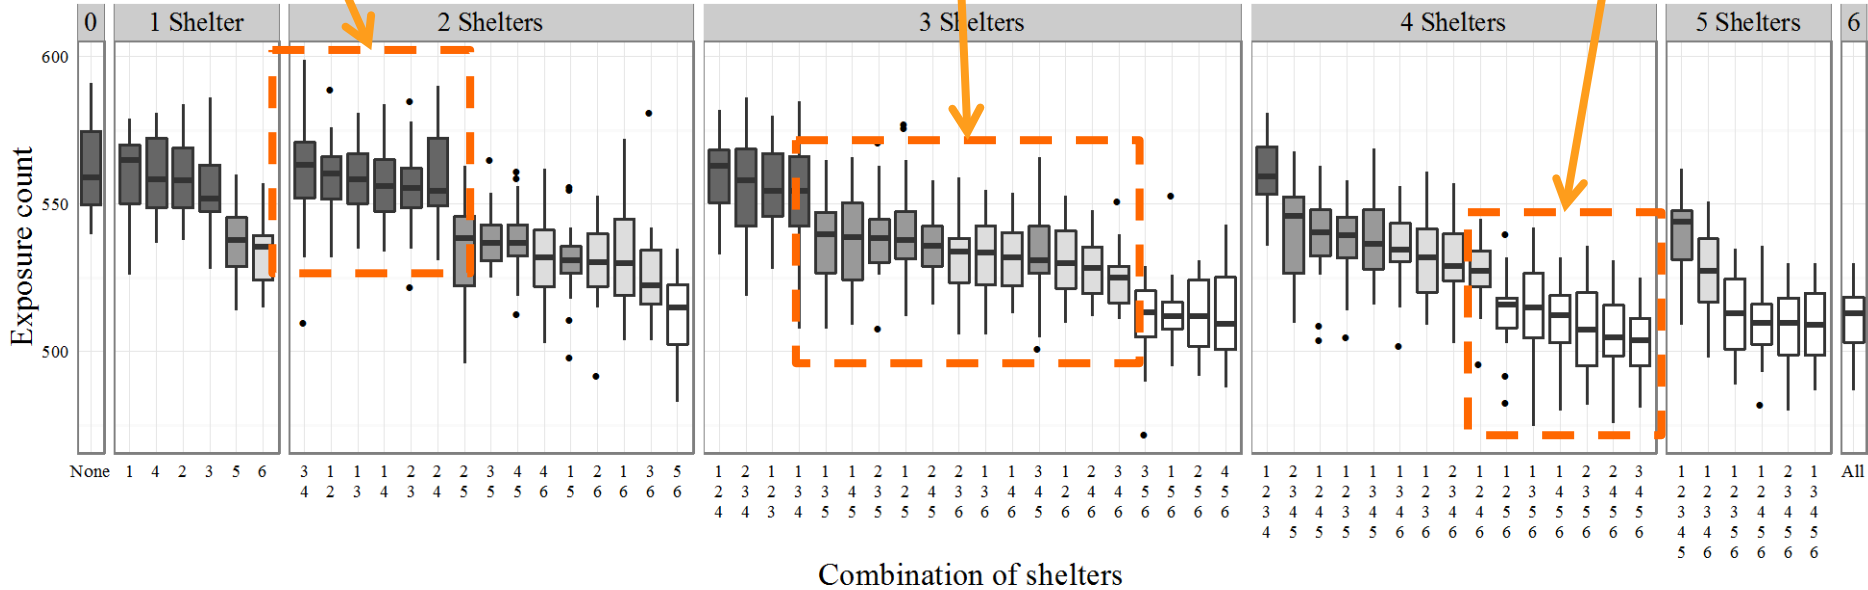 0 1 Shelter 2 Shelters 3 Shelters 4 Shelters 5 Shelters 6
600
550
500
Exposure count
None 1 4 2 3 5 6 3 1 1 1 2 2 2 3 4 4 1 2 1 3 5 1 2 1 1 1 1 2 1 2 2 1 1 3 1 2 3 3 1 2 4 1 2 1 1 1 1 1 2 1 1 1 1 2 2 3 1 1 1 1 2 1 All
4 2 3 4 3 4 5 5 5 6 5 6 6 6 6 2 3 2 3 3 4 3 2 4 3 3 4 4 2 4 4 5 5 5 5 2 3 2 2 3 3 2 3 2 2 3 4 3 4 4 2 2 2 2 3 3
4 4 3 4 5 5 5 5 5 6 6 6 5 6 6 6 6 6 6 6 3 4 4 3 4 4 3 4 4 5 5 5 5 5 5 3 3 3 4 4 4
4 5 5 5 5 6 6 6 6 6 6 6 6 6 6 4 4 5 5 5 5
5 6 6 6 6 6
Combination of shelters